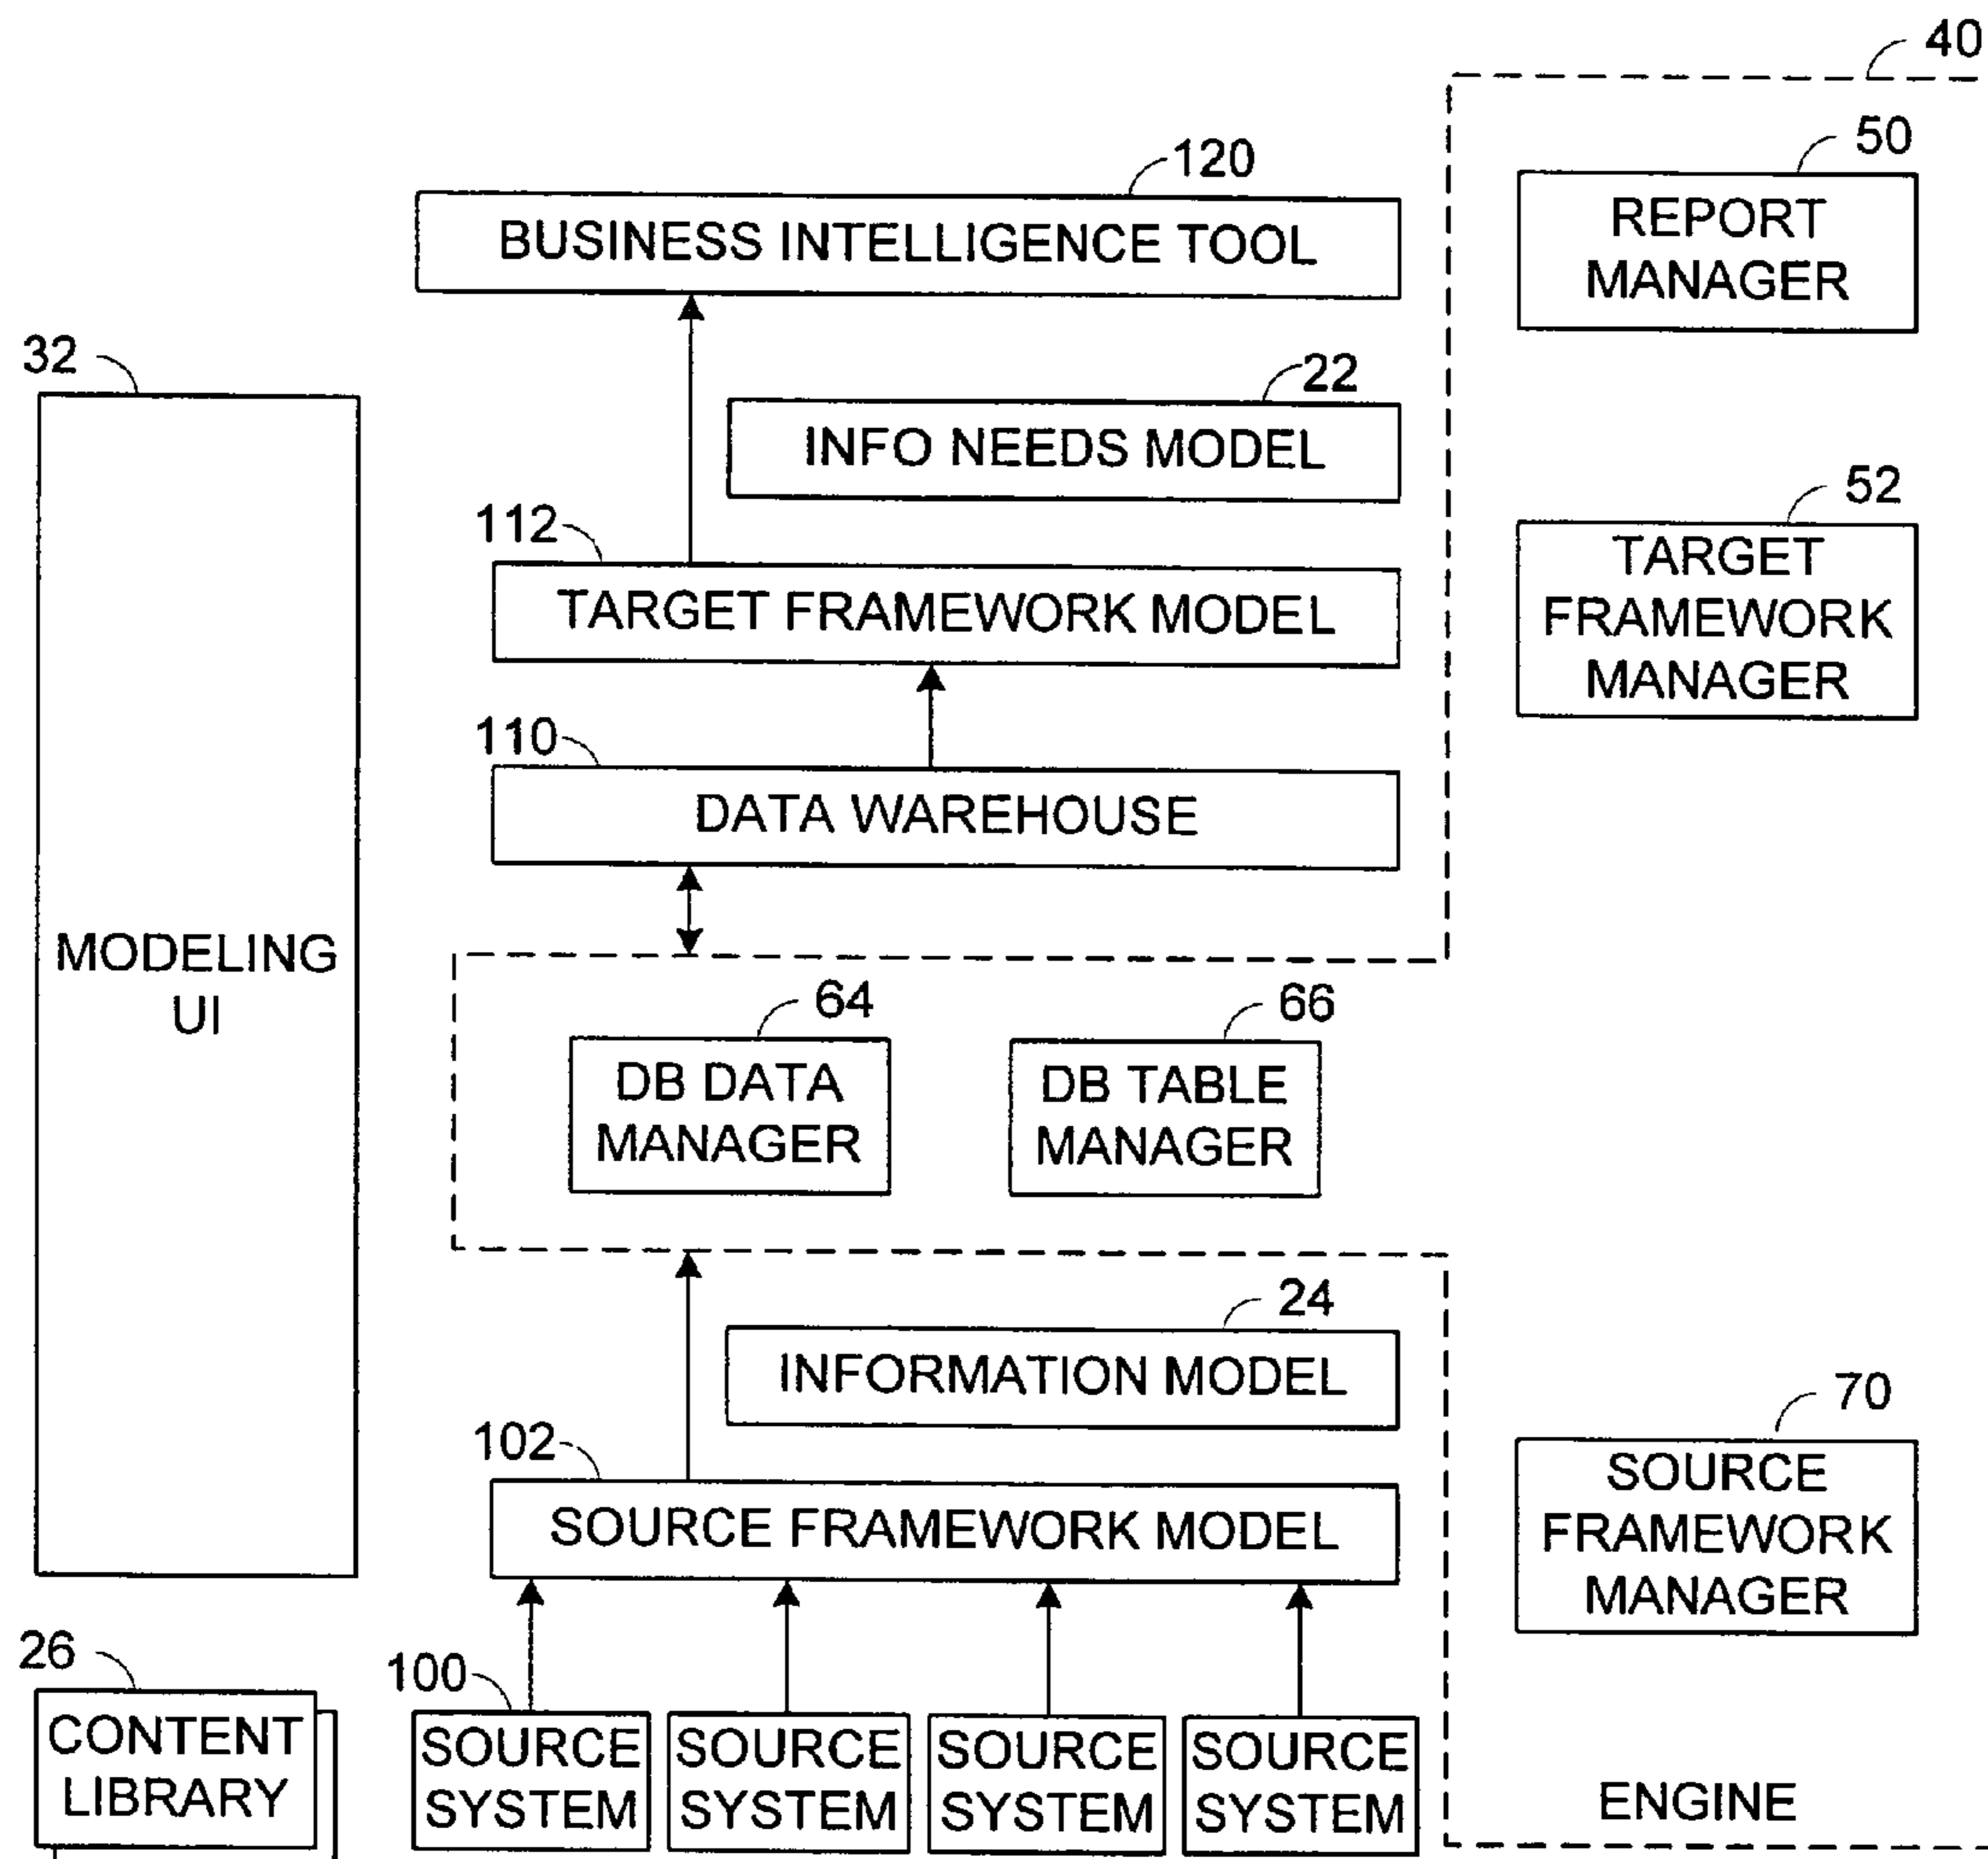 40
50
120
REPORT
MANAGER
BUSINESS INTELLIGENCE TOOL
32
22
INFO NEEDS MODEL
52
TARGET
FRAMEWORK
MANAGER
112
TARGET FRAMEWORK MODEL
110
DATA WAREHOUSE
MODELING
UI
64
66
DB DATA
MANAGER
DB TABLE
MANAGER
24
INFORMATION MODEL
70
SOURCE
FRAMEWORK
MANAGER
102
SOURCE FRAMEWORK MODEL
26
CONTENT
LIBRARY
100
SOURCE
SYSTEM
SOURCE
SYSTEM
SOURCE
SYSTEM
SOURCE
SYSTEM
ENGINE